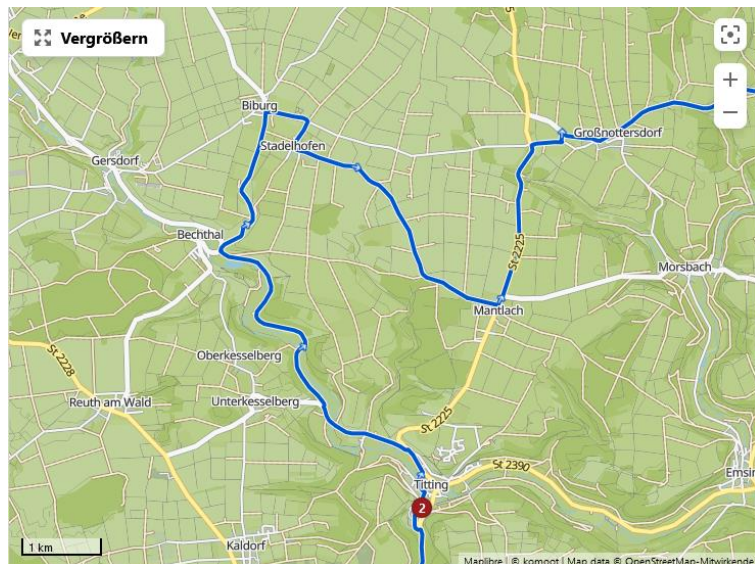 Vergrößern
+
−
Biburg
Großnottersdorf
Stadelhofen
Gersdorf
Bechthal
St 2225
Morsbach
Mantlach
Oberkesselberg
St 2228
Reuth am Wald
Unterkesselberg
St 2225
St 2390
Titting
Emsin
2
Kaldorf
1 km
Maplibre | © komoot | Map data © OpenStreetMap-Mitwirkende